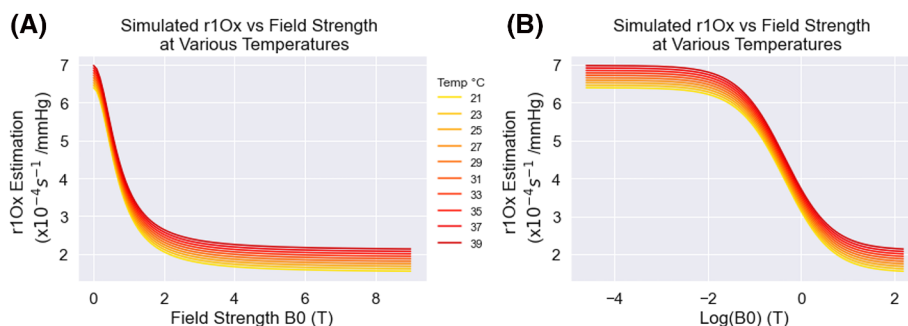 (A)
Simulated r1Ox vs Field Strength
at Various Temperatures
7
6
5
4
3
2
r1Ox Estimation
(x10⁻⁴s⁻¹ /mmHg)
0
2
4
6
8
Field Strength B0 (T)
Temp °C
21
23
25
27
29
31
33
35
37
39
(B)
Simulated r1Ox vs Field Strength
at Various Temperatures
7
6
5
4
3
2
r1Ox Estimation
(x10⁻⁴s⁻¹ /mmHg)
−4
−2
0
2
Log(B0) (T)